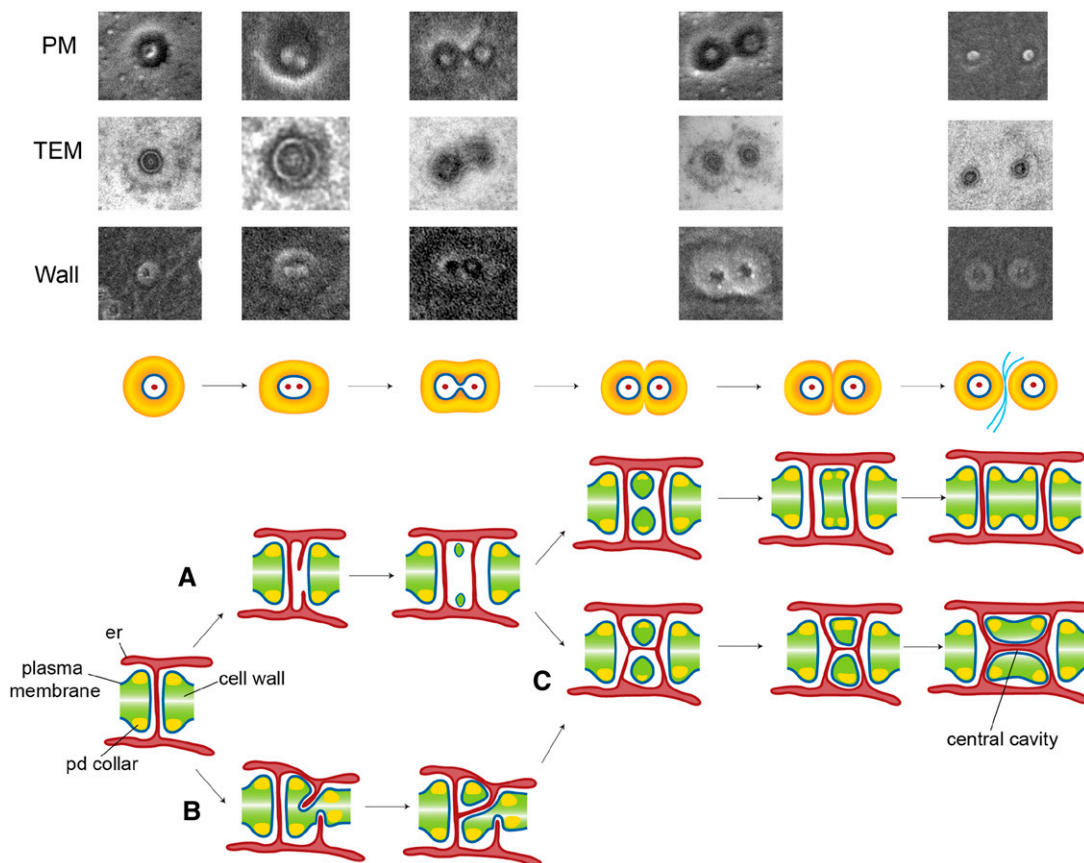 PM
TEM
Wall
A
er
plasma
membrane
cell wall
C
pd collar
central cavity
B